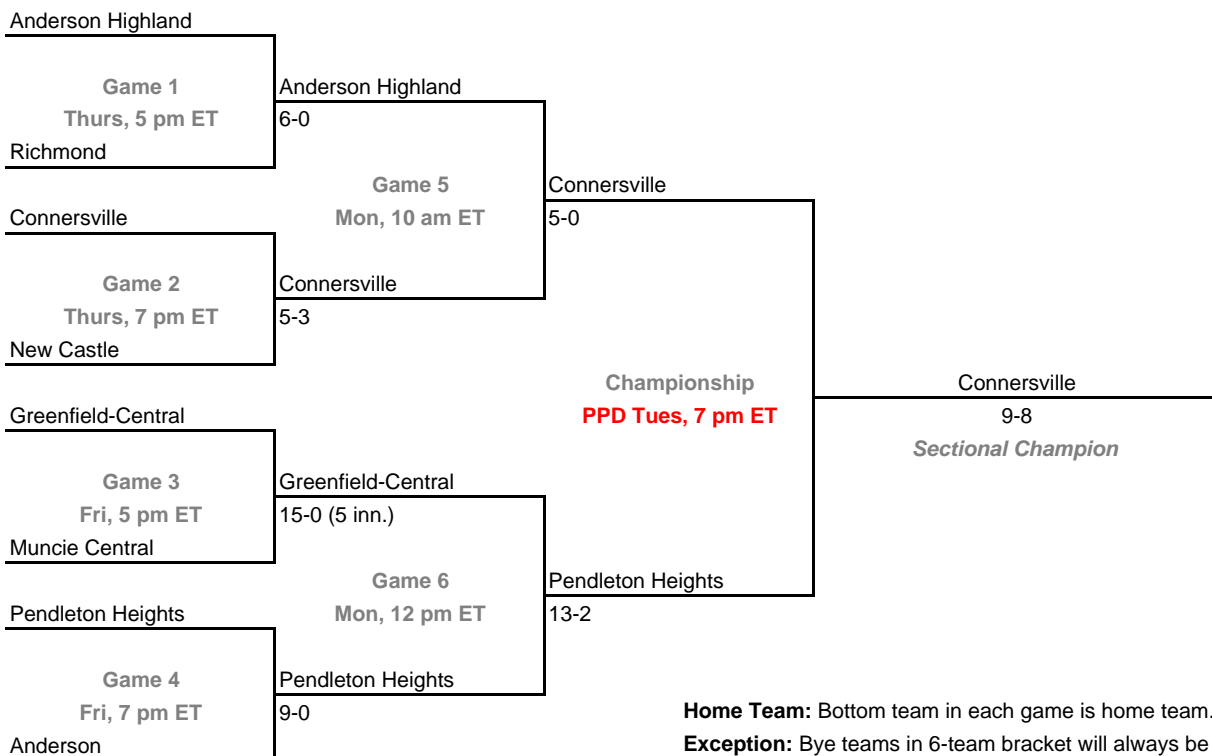 Anderson Highland
Game 1
Anderson Highland
Thurs, 5 pm ET
6-0
Richmond
Game 5
Connersville
Connersville
Mon, 10 am ET
5-0
Game 2
Connersville
Thurs, 7 pm ET
5-3
New Castle
Championship
Connersville
Greenfield-Central
PPD Tues, 7 pm ET
9-8
Sectional Champion
Game 3
Greenfield-Central
Fri, 5 pm ET
15-0 (5 inn.)
Muncie Central
Game 6
Pendleton Heights
Pendleton Heights
Mon, 12 pm ET
13-2
Game 4
Pendleton Heights
Fri, 7 pm ET
9-0
Home Team: Bottom team in each game is home team.
Anderson
Exception: Bye teams in 6-team bracket will always be